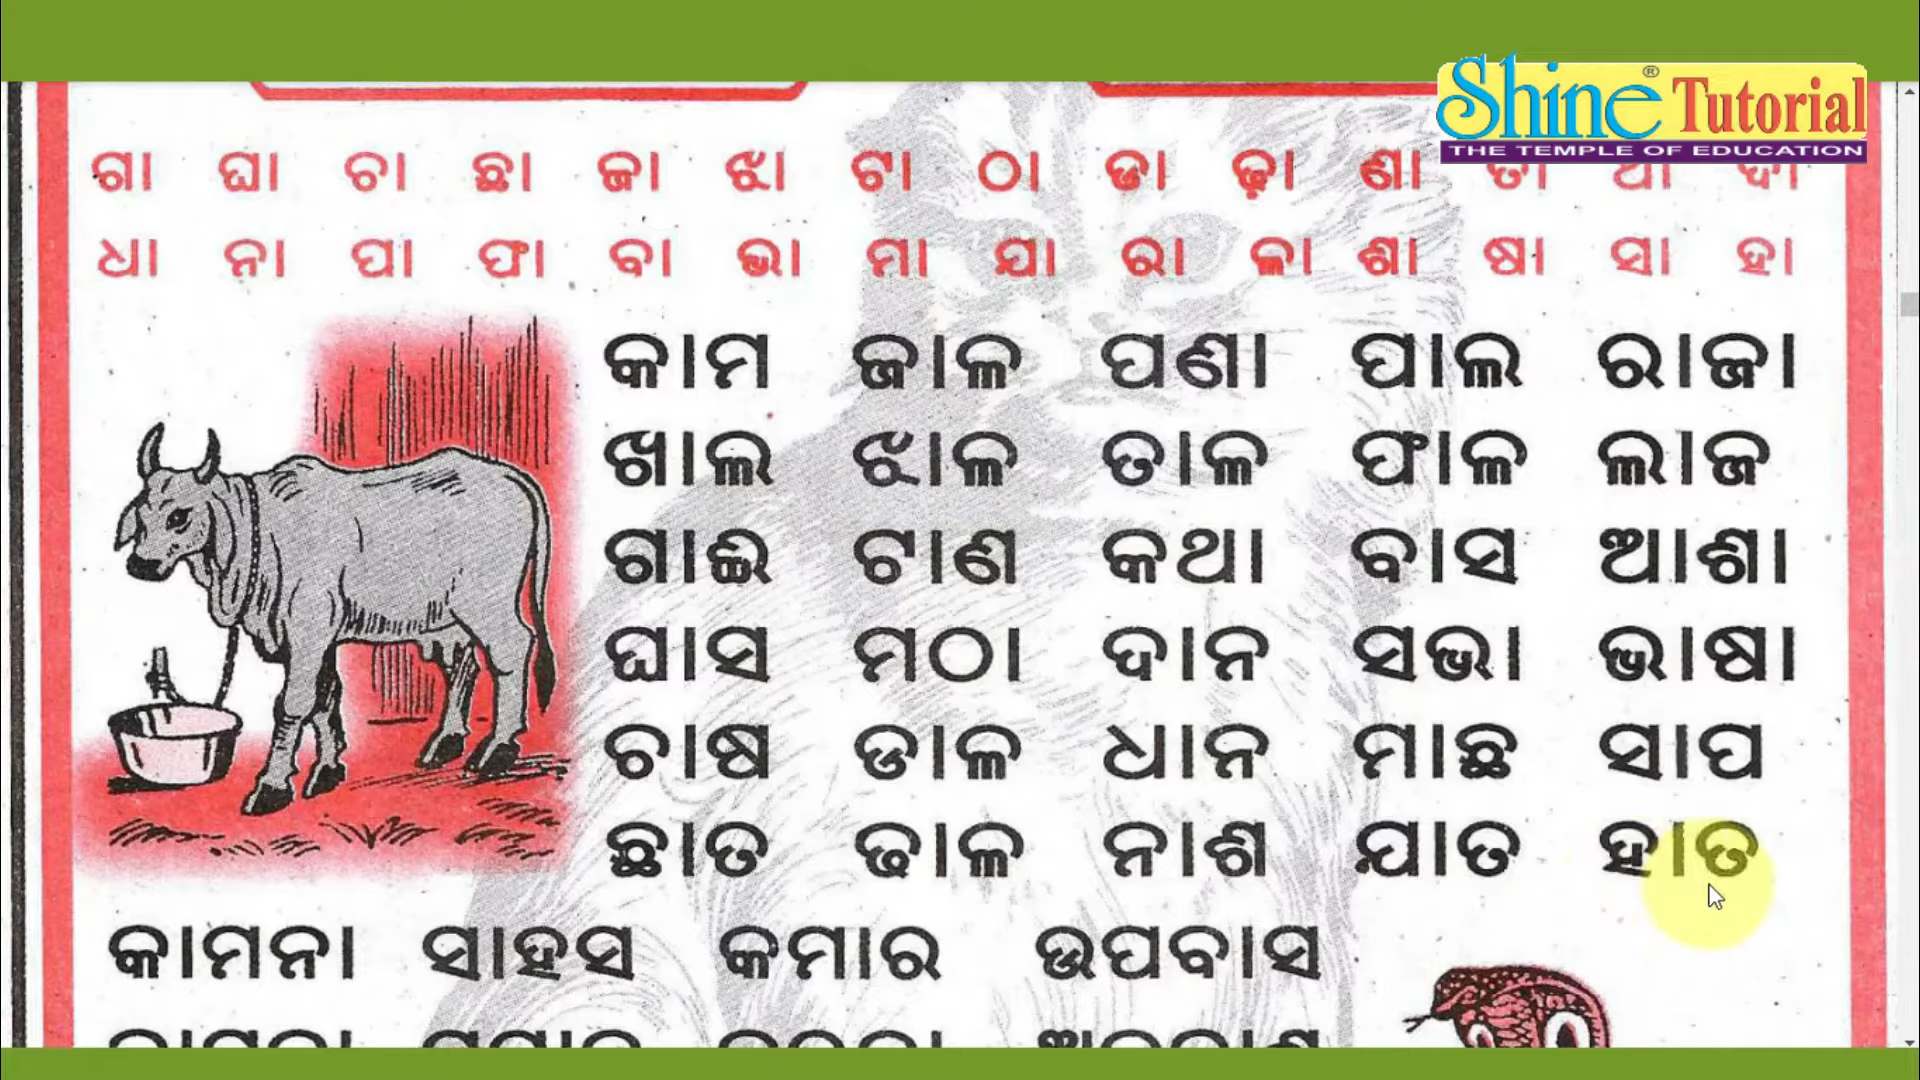 Shine® Tutorial
THE TEMPLE OF EDUCATION
ଗା ଘା ଚା ଛା ଜା ଝା ଟା ଠା ଡା ଢ଼ା ଣା
ଧା ନା ପା ଫା ବା ଭା ମା ଯା ରା ଳା ଶା ଷା ସା ହା
କାମ ଜାଳ ପଣା ପାଲ ରାଜା
ଖାଲ ଝାଳ ତାଳ ଫାଳ ଲାଜ
ଗାଈ ଟାଣ କଥା ବାସ ଆଶା
ଘାସ ମଠା ଦାନ ସଭା ଭାଷା
ଚାଷ ଡାଳ ଧାନ ମାଛ ସାପ
ଛାତ ଢାଳ ନାଶ ଯାତ ହାତ
କାମନା ସାହସ କମାର ଉପବାସ